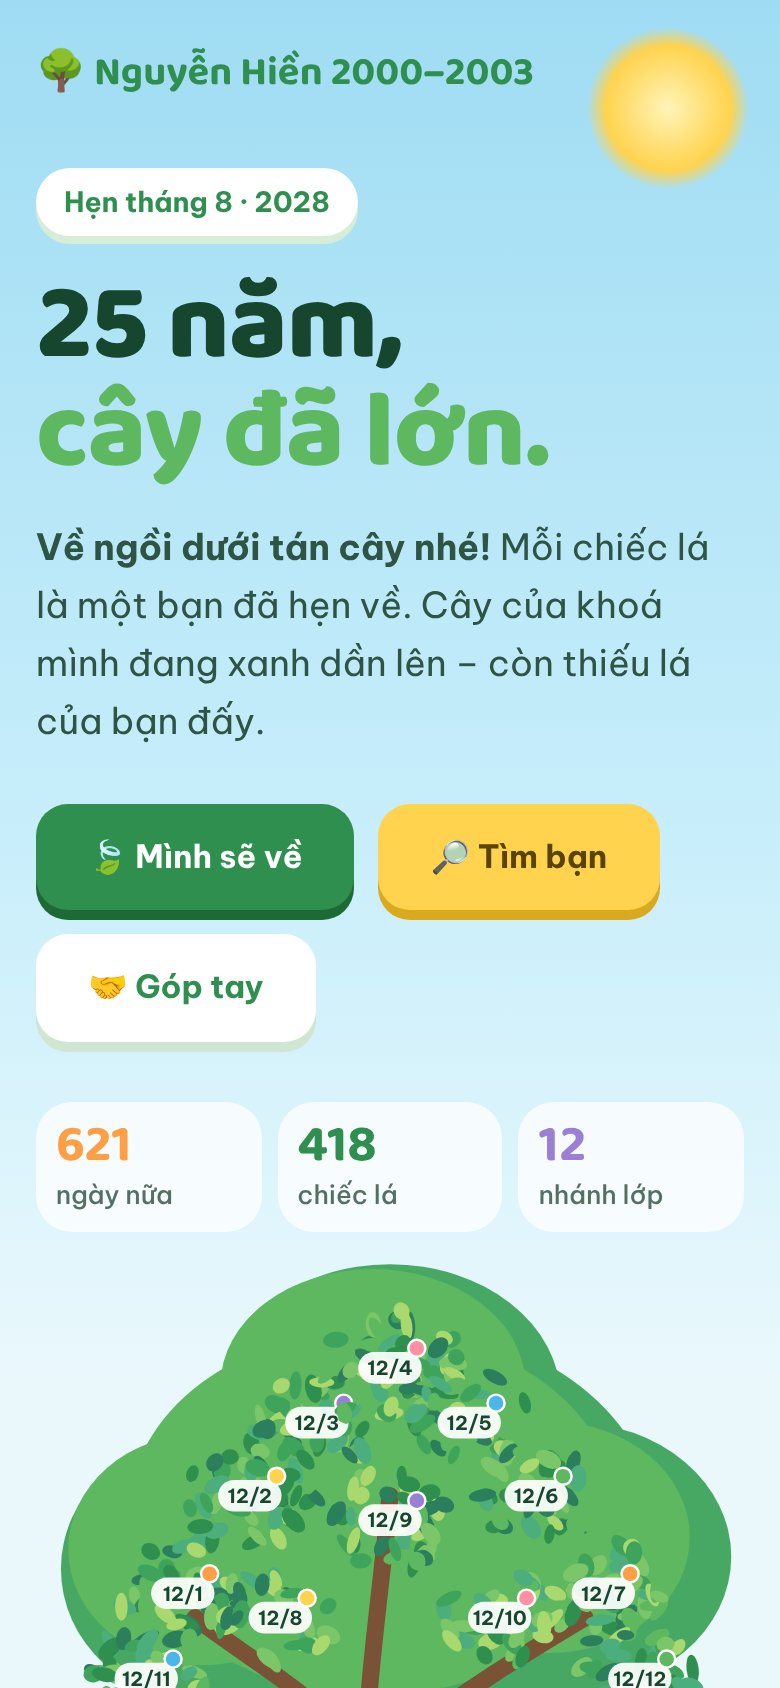 Nguyễn Hiền 2000–2003
Hẹn tháng 8 · 2028
25 năm,
cây đã lớn.
Về ngồi dưới tán cây nhé! Mỗi chiếc lá
là một bạn đã hẹn về. Cây của khoá
mình đang xanh dần lên – còn thiếu lá
của bạn đấy.
Mình sẽ về
Tìm bạn
Góp tay
621
ngày nữa
418
chiếc lá
12
nhánh lớp
12/4
12/3
12/5
12/2
12/6
12/9
12/1
12/7
12/8
12/10
12/11
12/12